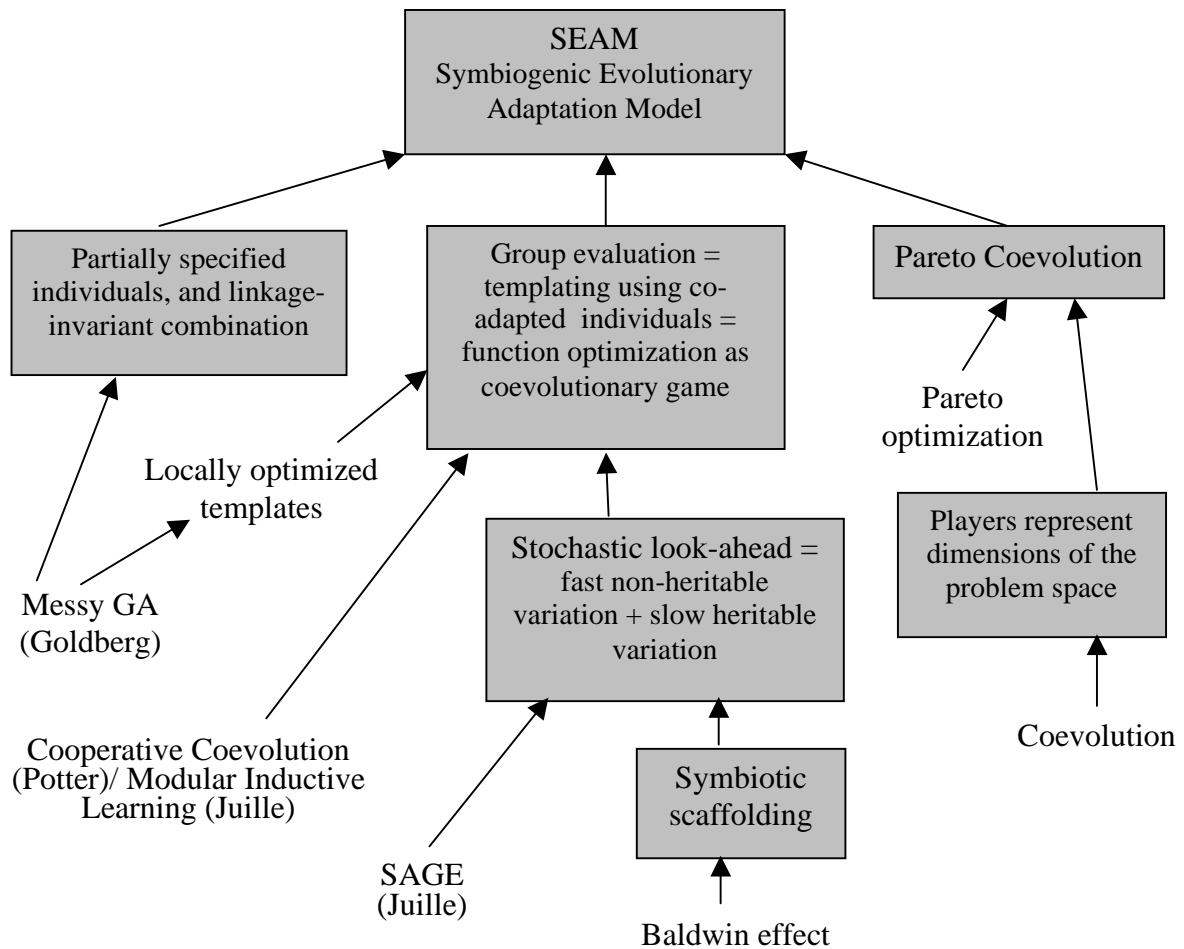 SEAM
Symbiogenic Evolutionary
Adaptation Model
Partially specified
individuals, and linkage-
invariant combination
Group evaluation =
templating using co-
adapted individuals =
function optimization as
coevolutionary game
Pareto Coevolution
Pareto
optimization
Locally optimized
templates
Players represent
dimensions of the
problem space
Stochastic look-ahead =
fast non-heritable
variation + slow heritable
variation
Messy GA
(Goldberg)
Coevolution
Cooperative Coevolution
(Potter)/ Modular Inductive
Learning (Juille)
Symbiotic
scaffolding
SAGE
(Juille)
Baldwin effect